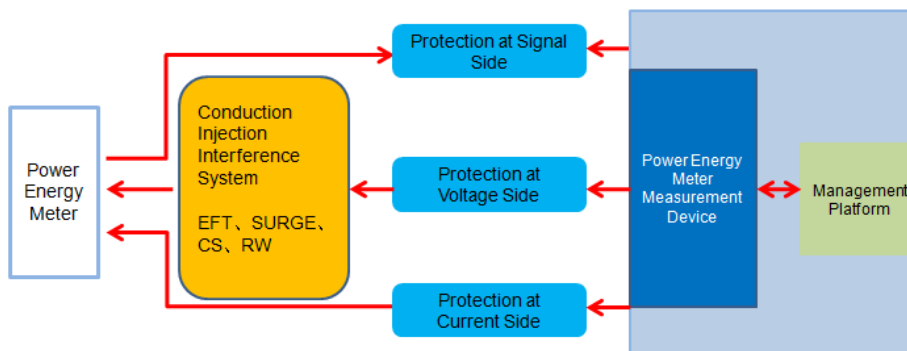 Protection at Signal
Side
Conduction
Injection
Interference
System
EFT、SURGE、
CS、RW
Power
Energy
Meter
Protection at
Voltage Side
Power Energy
Meter
Measurement
Device
Management
Platform
Protection at
Current Side